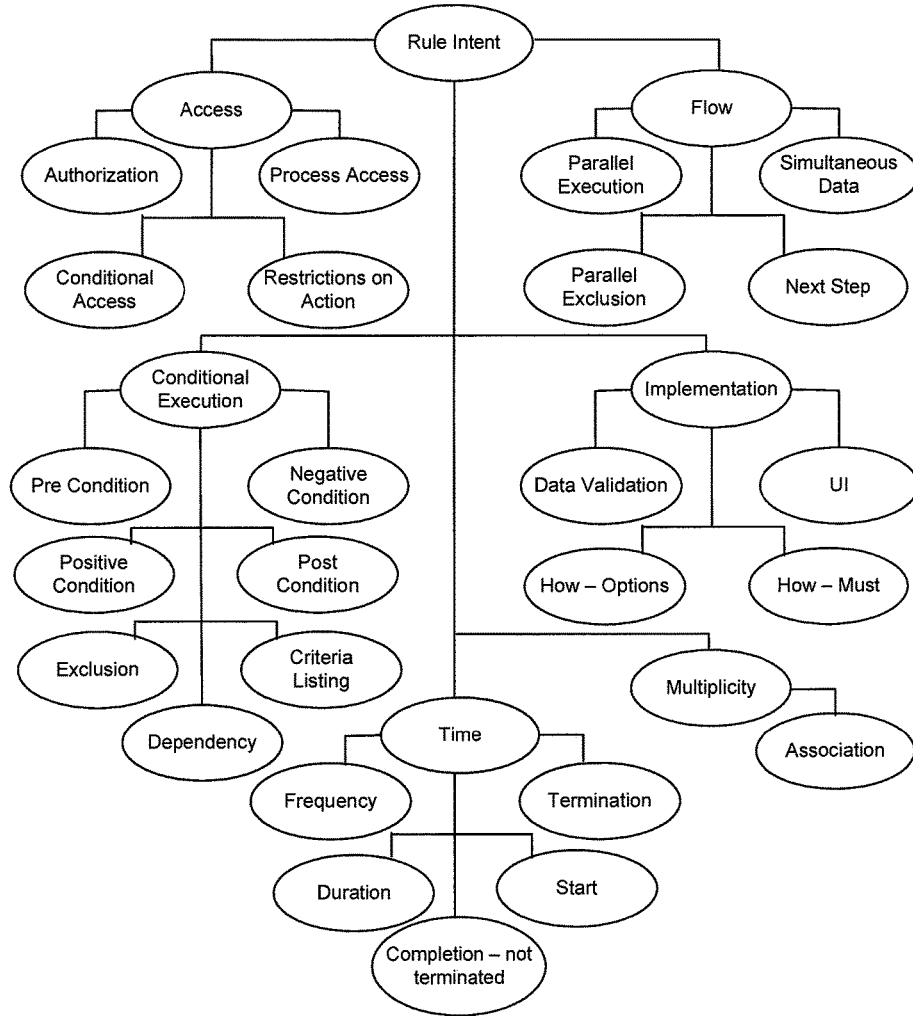 Rule Intent
Access
Flow
Authorization
Process Access
Parallel
Execution
Simultaneous
Data
Conditional
Access
Restrictions on
Action
Parallel
Exclusion
Next Step
Conditional
Execution
Implementation
Pre Condition
Negative
Condition
Data Validation
UI
Positive
Condition
Post
Condition
How – Options
How – Must
Exclusion
Criteria
Listing
Multiplicity
Dependency
Time
Association
Frequency
Termination
Duration
Start
Completion – not
terminated